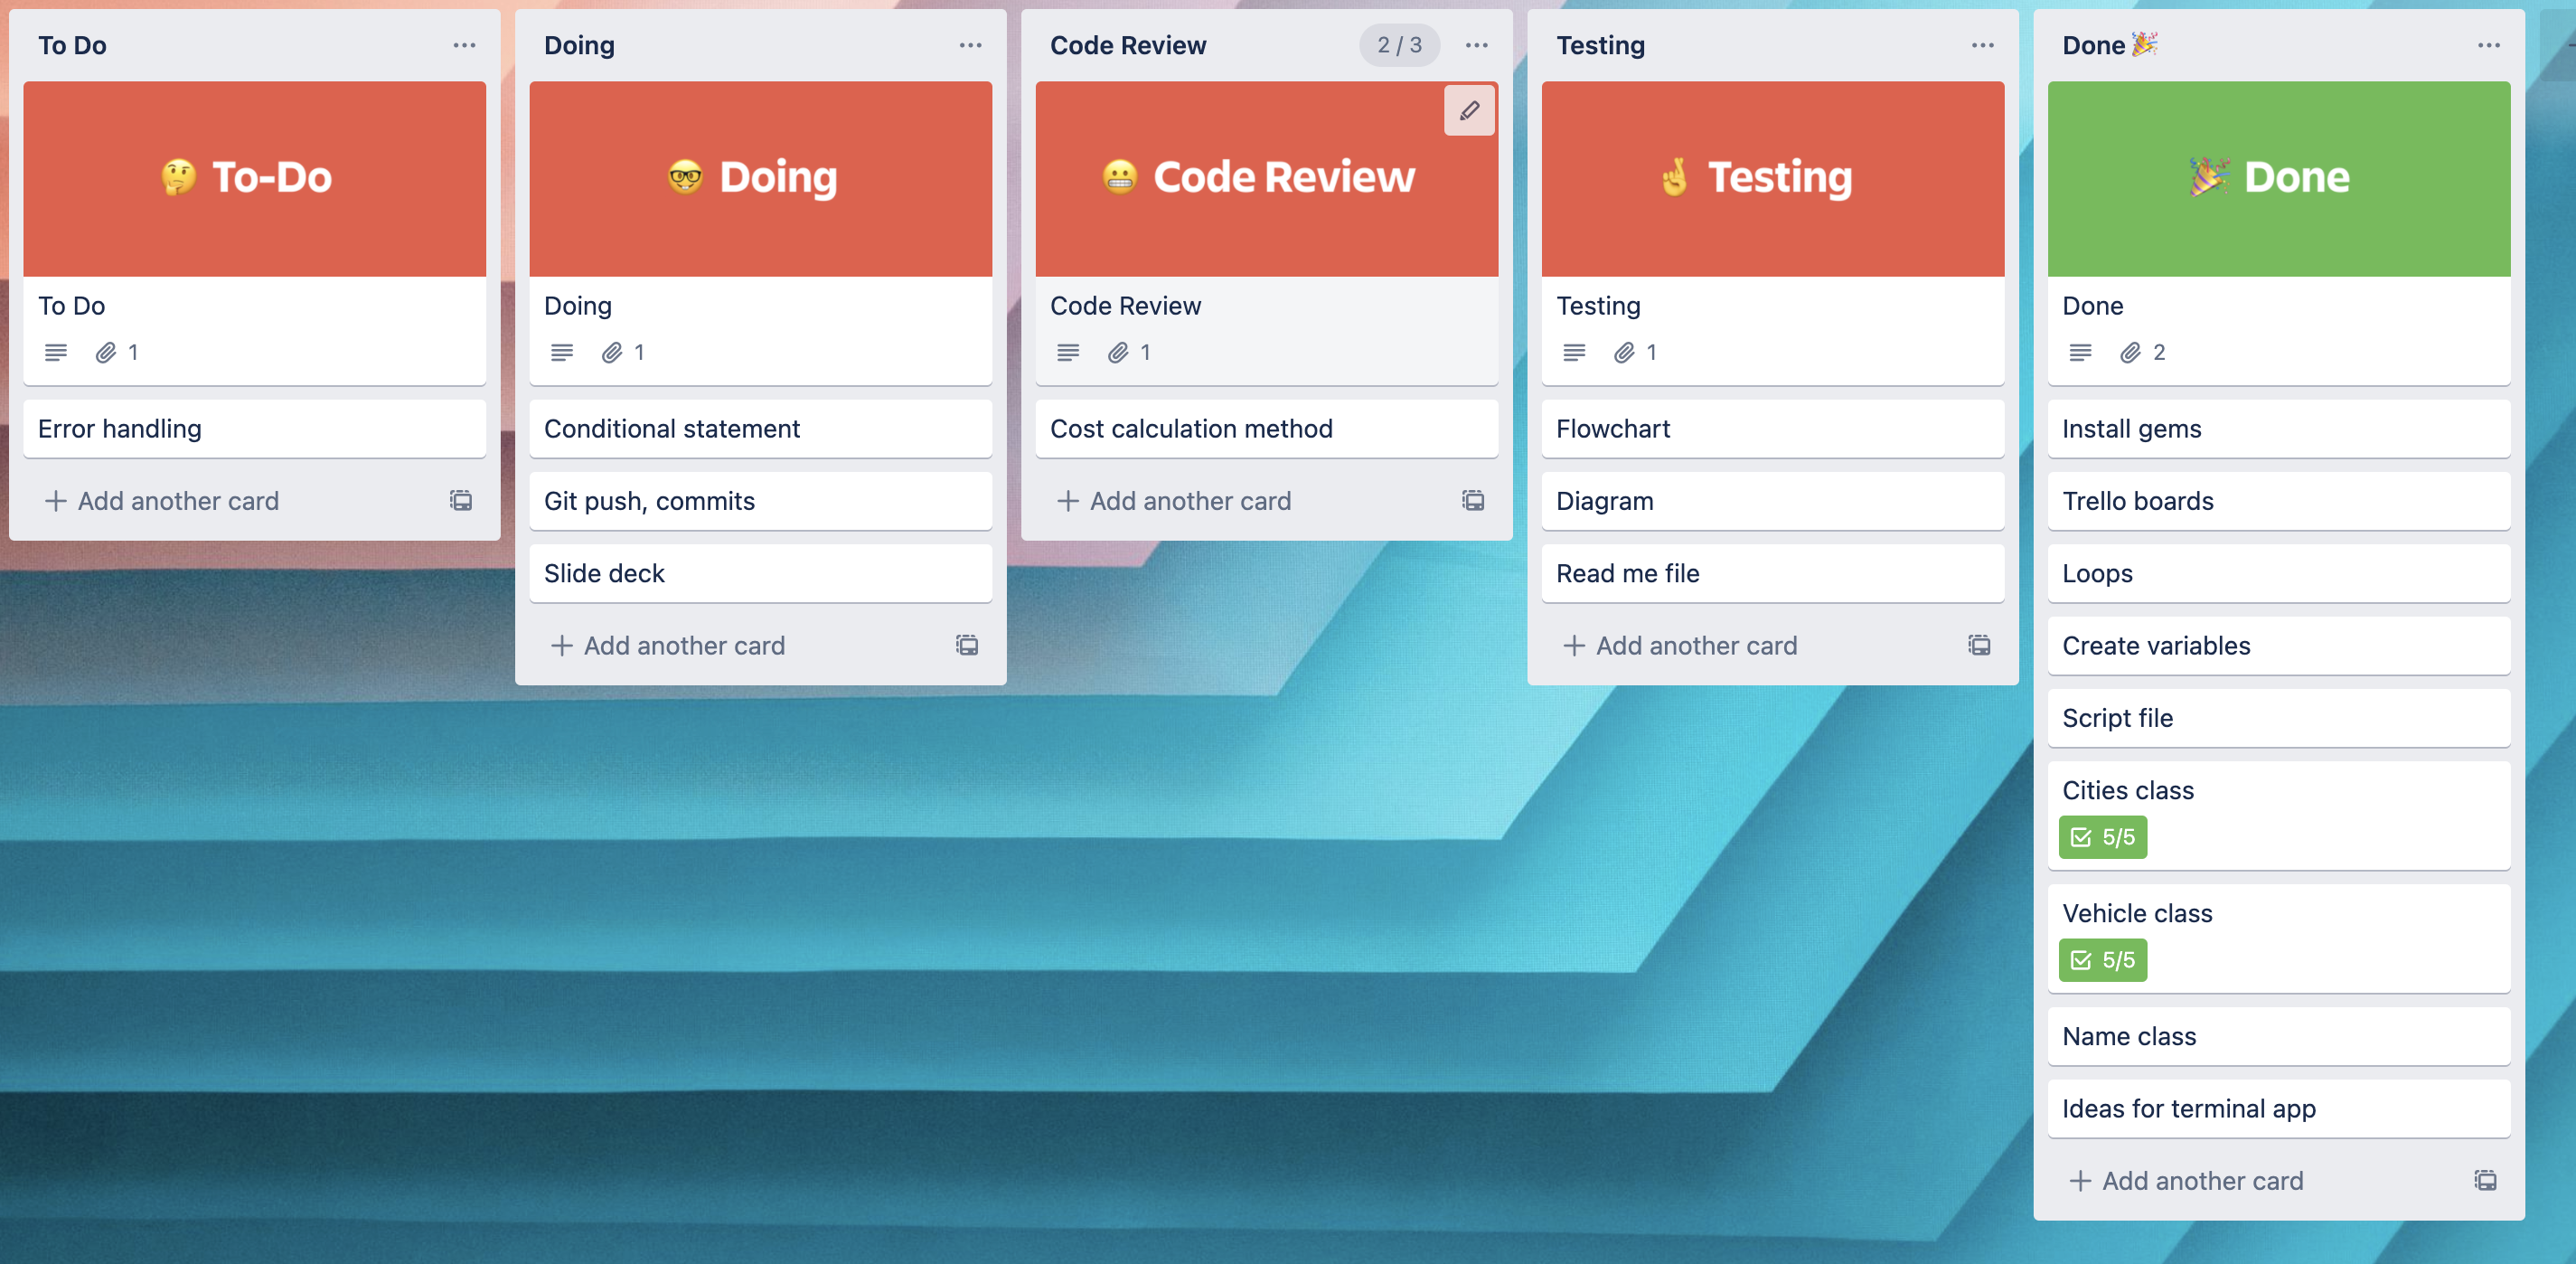 To Do
🤔 To-Do
To Do
1
Error handling
+ Add another card
Doing
🤓 Doing
Doing
1
Conditional statement
Git push, commits
Slide deck
+ Add another card
Code Review 2 / 3
😬 Code Review
Code Review
1
Cost calculation method
+ Add another card
Testing
🤞 Testing
Testing
1
Flowchart
Diagram
Read me file
+ Add another card
Done 🎉
🎉 Done
Done
2
Install gems
Trello boards
Loops
Create variables
Script file
Cities class
5/5
Vehicle class
5/5
Name class
Ideas for terminal app
+ Add another card